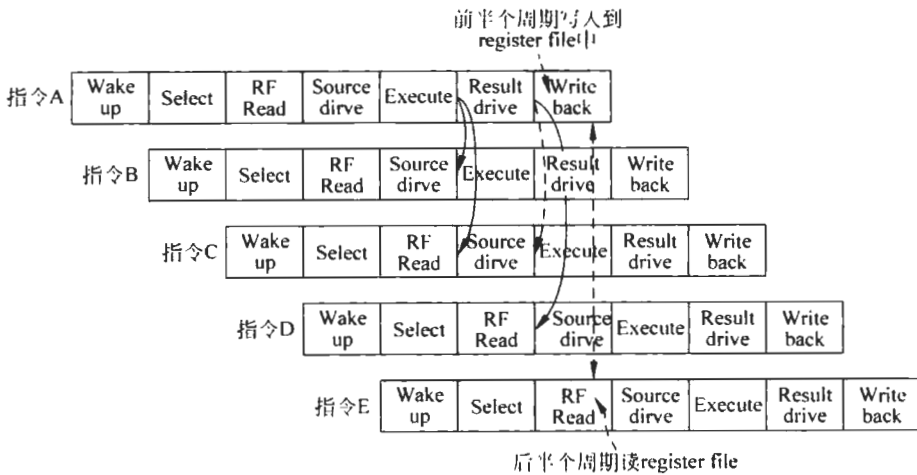 前半个周期写入到
register file中
指令A
Wake up
Select
RF Read
Source dirve
Execute
Result drive
Write back
指令B
Wake up
Select
RF Read
Source dirve
Execute
Result drive
Write back
指令C
Wake up
Select
RF Read
Source dirve
Execute
Result drive
Write back
指令D
Wake up
Select
RF Read
Source dirve
Execute
Result drive
Write back
指令E
Wake up
Select
RF Read
Source dirve
Execute
Result drive
Write back
后半个周期读register file